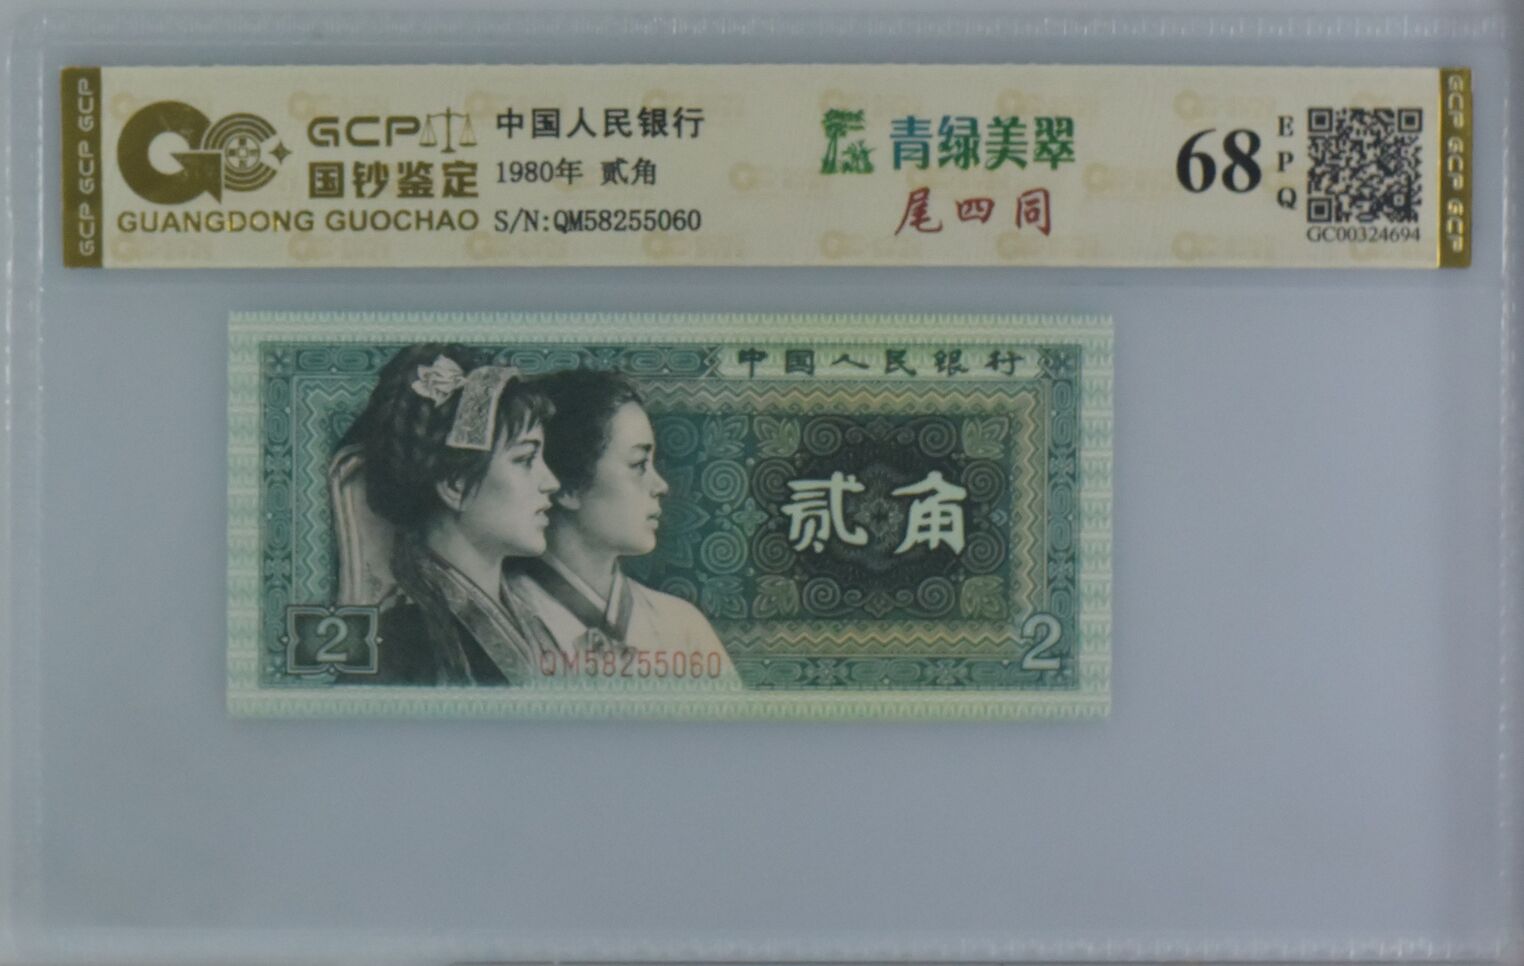 GCP GCP GCP
GCP
国钞鉴定
GUANGDONG GUOCHAO
中国人民银行
1980年 贰角
S/N:QM58255060
青绿美翠
尾四同
68
EPQ
GC00324694
GCP GCP GCP
中国人民银行
贰角
2
QM58255060
2